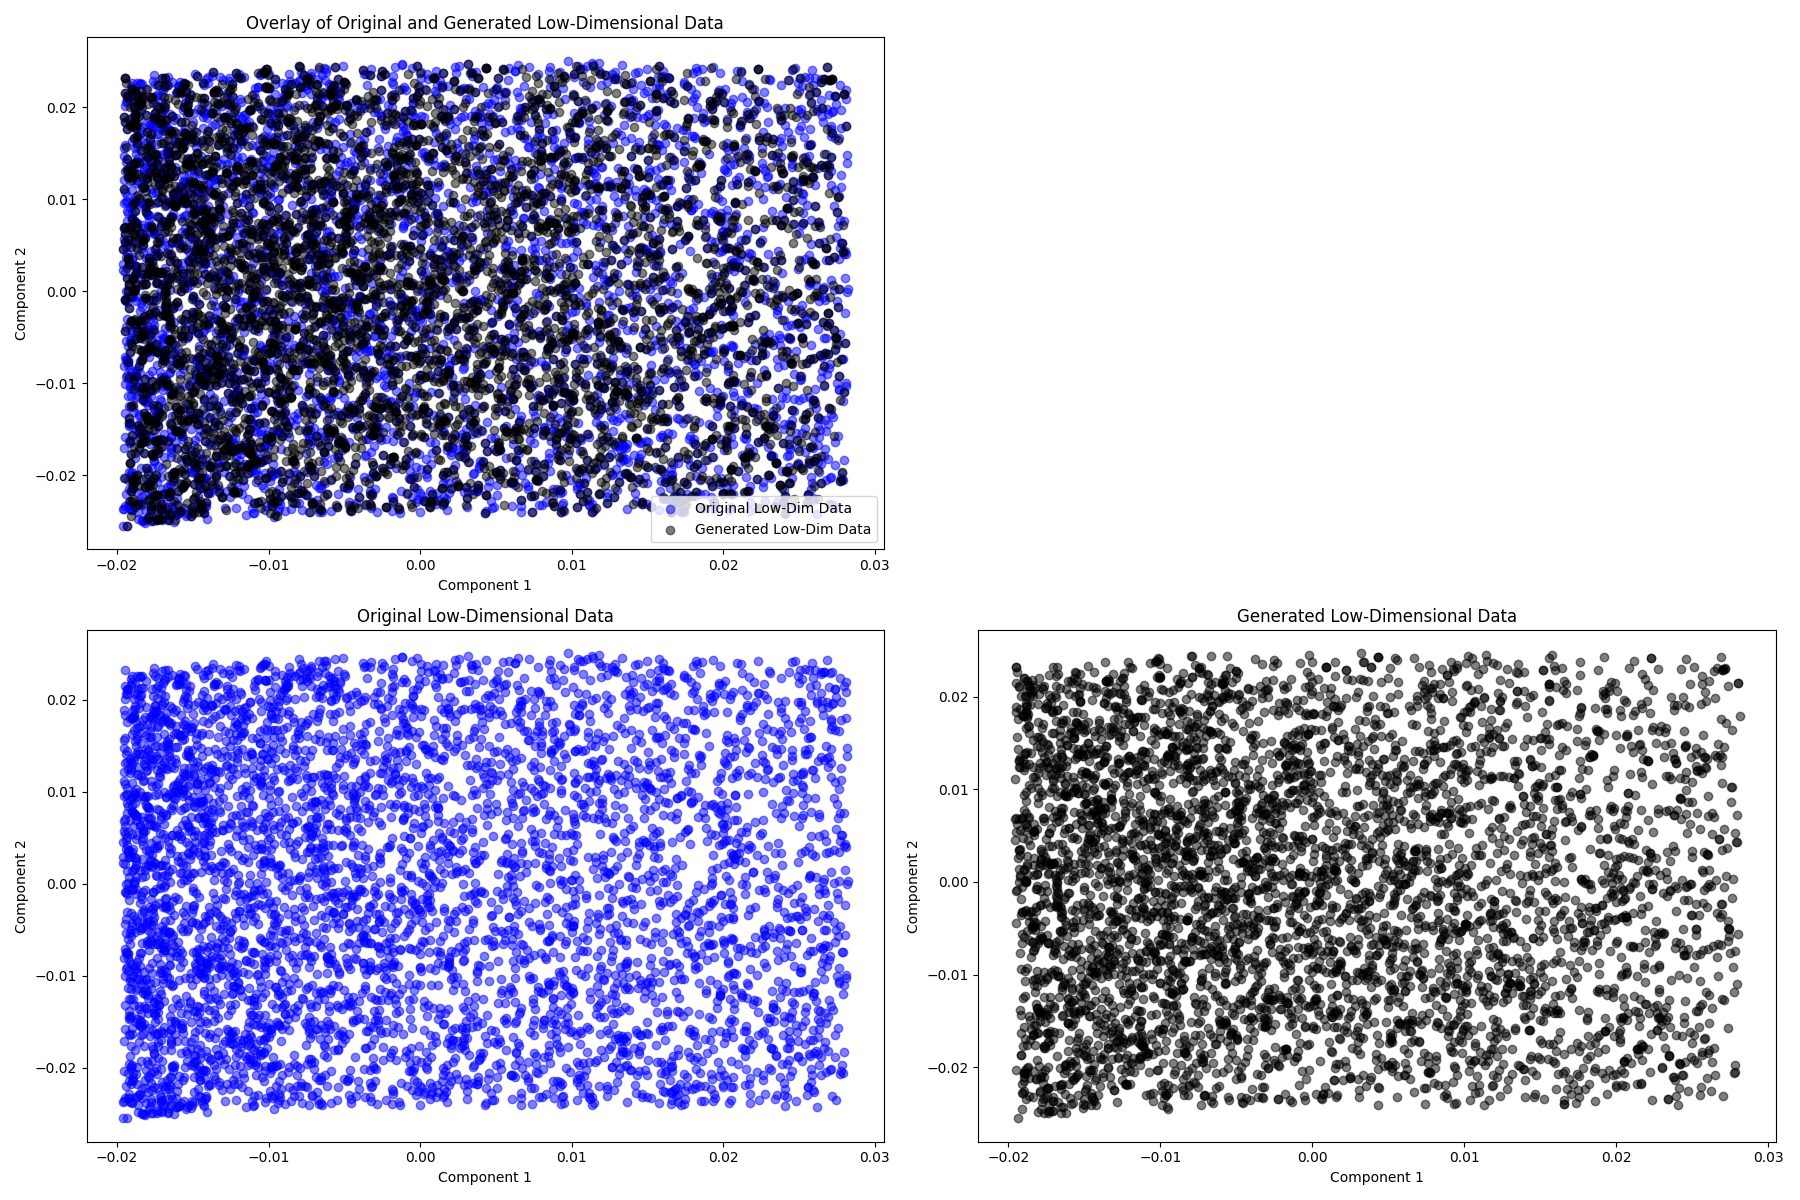 Overlay of Original and Generated Low-Dimensional Data
0.02
0.01
0.00
−0.01
−0.02
Component 2
Original Low-Dim Data
Generated Low-Dim Data
−0.02 −0.01 0.00 0.01 0.02 0.03
Component 1
Original Low-Dimensional Data
0.02
0.01
0.00
−0.01
−0.02
Component 2
−0.02 −0.01 0.00 0.01 0.02 0.03
Component 1
Generated Low-Dimensional Data
0.02
0.01
0.00
−0.01
−0.02
Component 2
−0.02 −0.01 0.00 0.01 0.02 0.03
Component 1